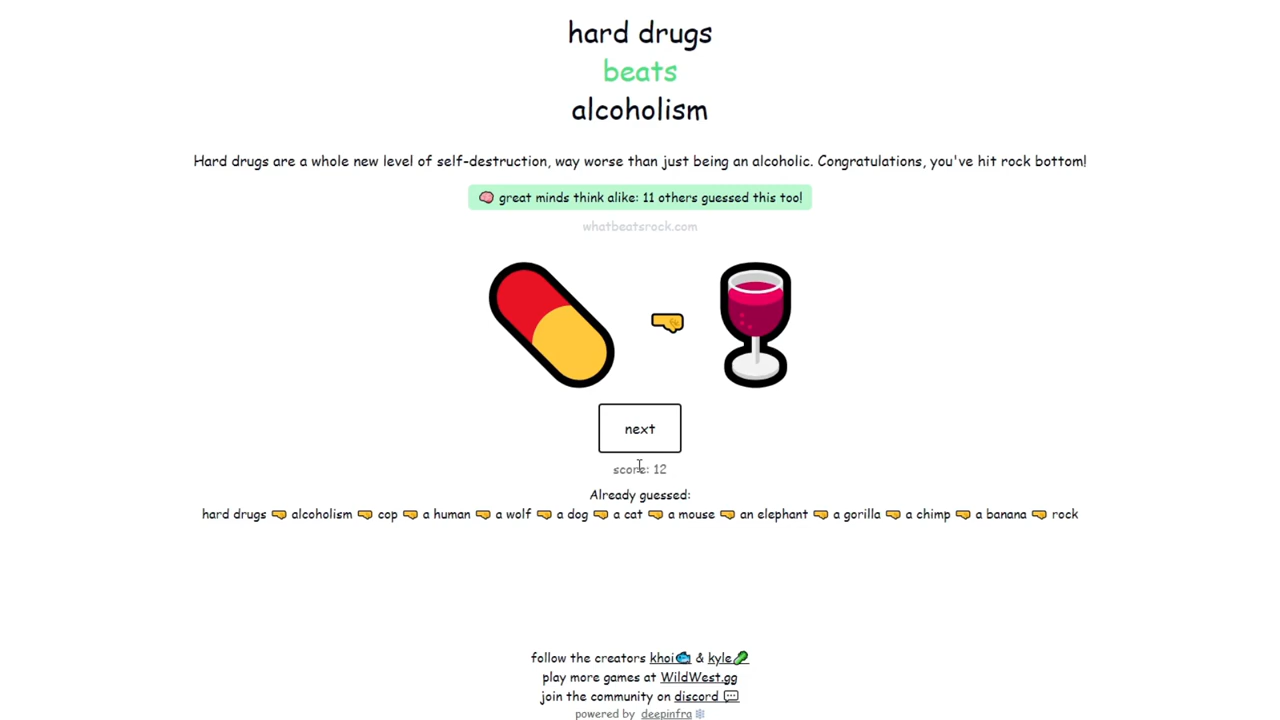 hard drugs
beats
alcoholism
Hard drugs are a whole new level of self-destruction, way worse than just being an alcoholic. Congratulations, you've hit rock bottom!
🧠 great minds think alike: 11 others guessed this too!
whatbeatsrock.com
next
score: 12
Already guessed:
hard drugs 🤜 alcoholism 🤜 cop 🤜 a human 🤜 a wolf 🤜 a dog 🤜 a cat 🤜 a mouse 🤜 an elephant 🤜 a gorilla 🤜 a chimp 🤜 a banana 🤜 rock
follow the creators khoi🐟 & kyle🥒
play more games at WildWest.gg
join the community on discord 💬
powered by deepinfra ⚛